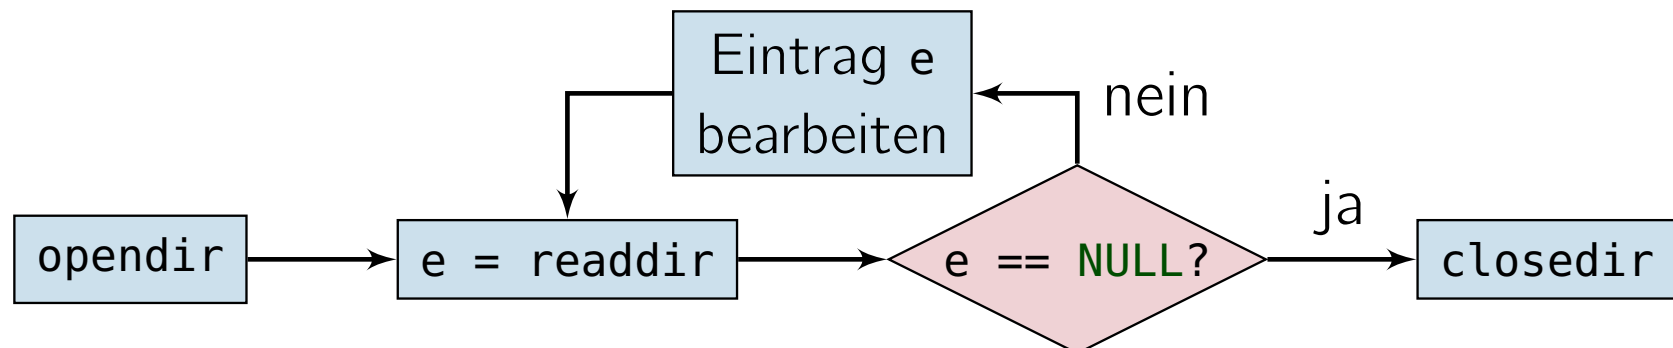 Eintrag e
bearbeiten
nein
ja
opendir
e = readdir
e == NULL?
closedir